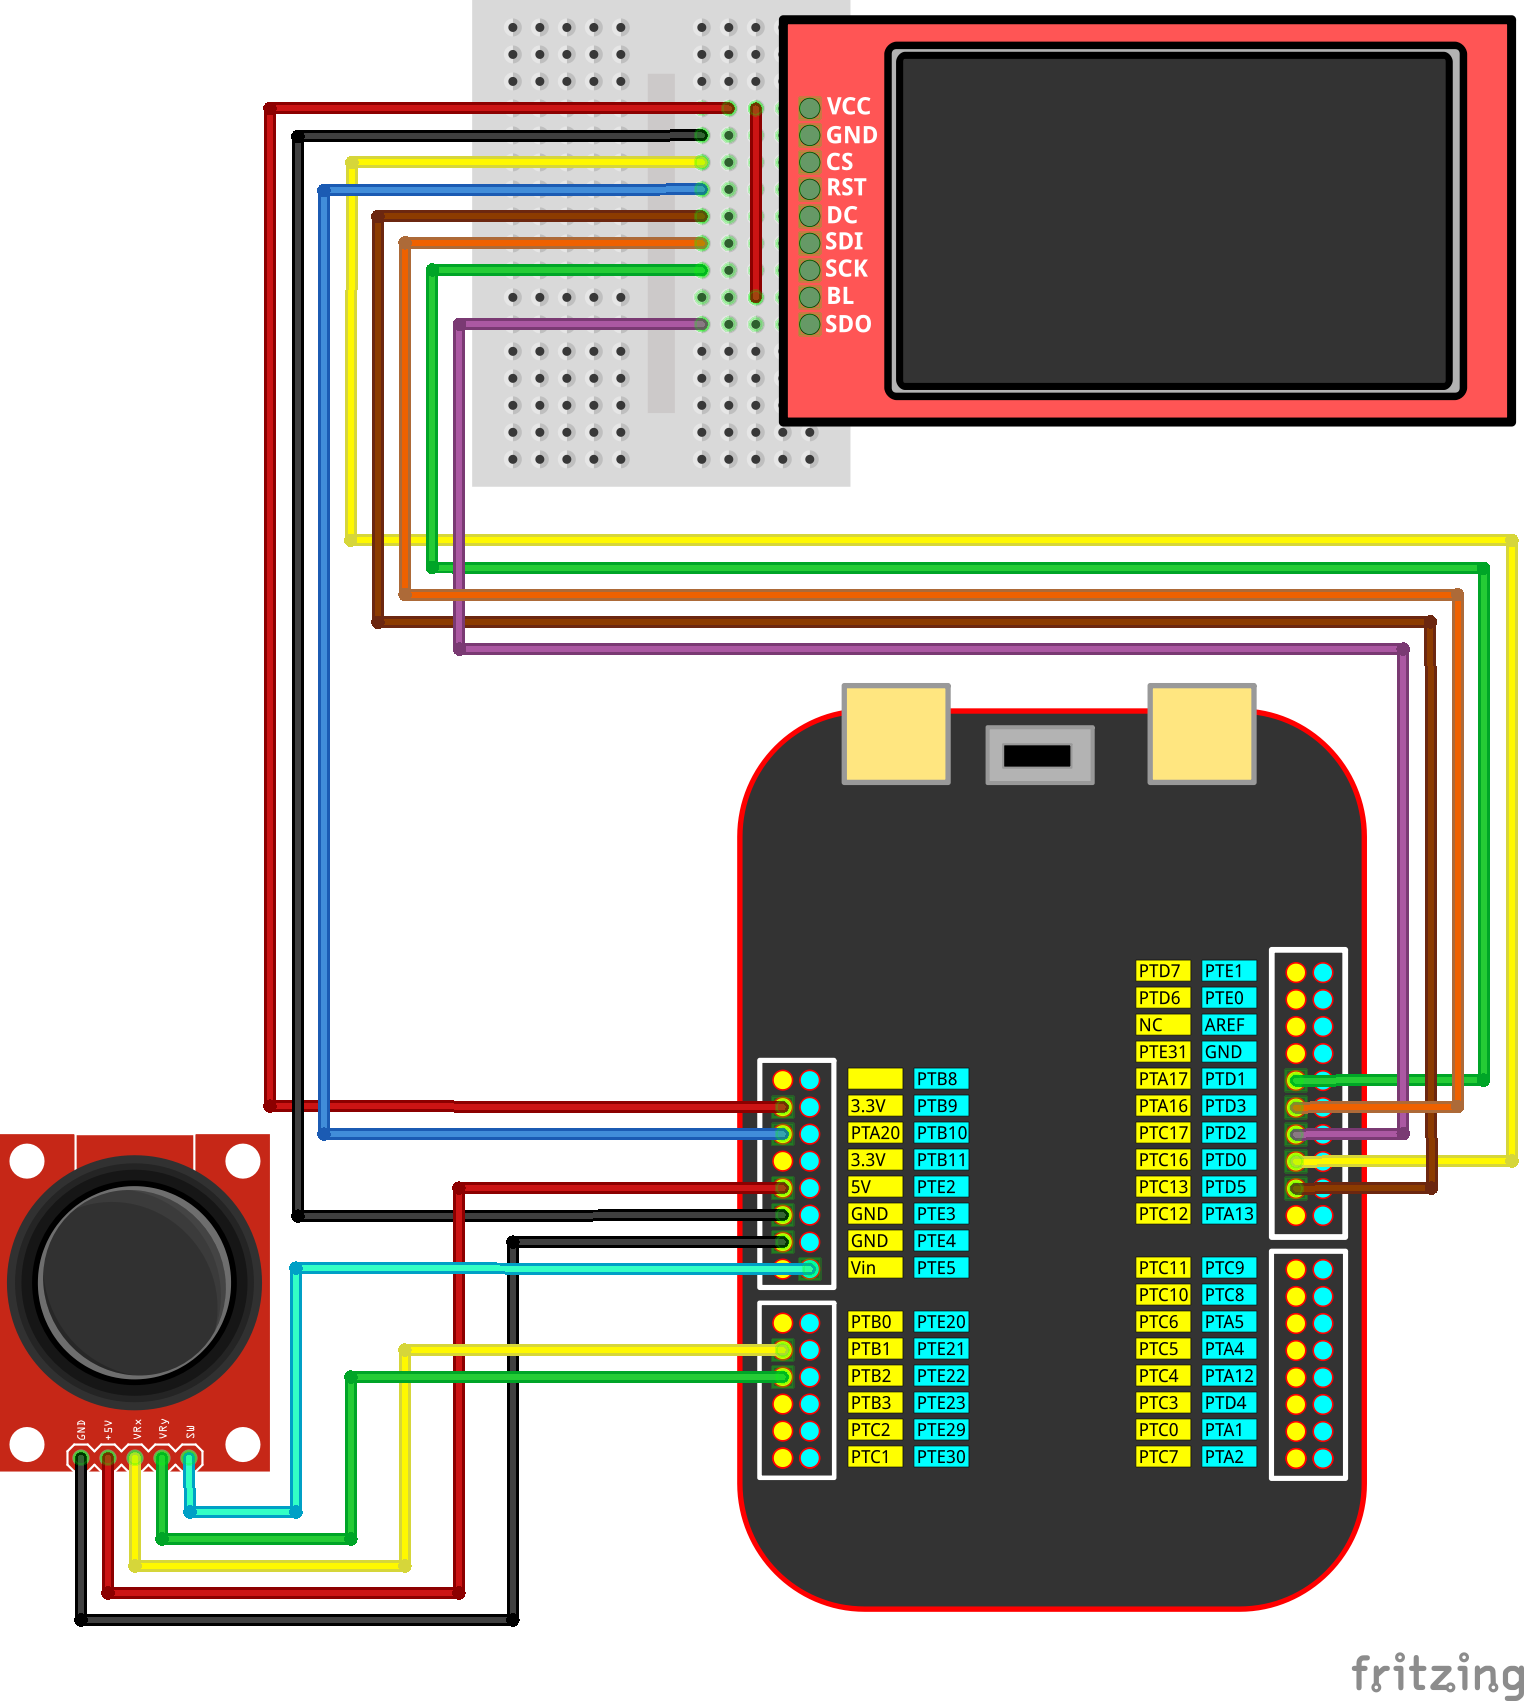 VCC
GND
CS
RST
DC
SDI
SCK
BL
SDO
PTD7 PTE1
PTD6 PTE0
NC AREF
PTE31 GND
PTA17 PTD1
PTA16 PTD3
PTC17 PTD2
PTC16 PTD0
PTC13 PTD5
PTC12 PTA13
PTB8
3.3V PTB9
PTA20 PTB10
3.3V PTB11
5V PTE2
GND PTE3
GND PTE4
Vin PTE5
PTC11 PTC9
PTC10 PTC8
PTC6 PTA5
PTC5 PTA4
PTC4 PTA12
PTC3 PTD4
PTC0 PTA1
PTC7 PTA2
PTB0 PTE20
PTB1 PTE21
PTB2 PTE22
PTB3 PTE23
PTC2 PTE29
PTC1 PTE30
GND
+5V
VRx
VRy
SW
fritzing